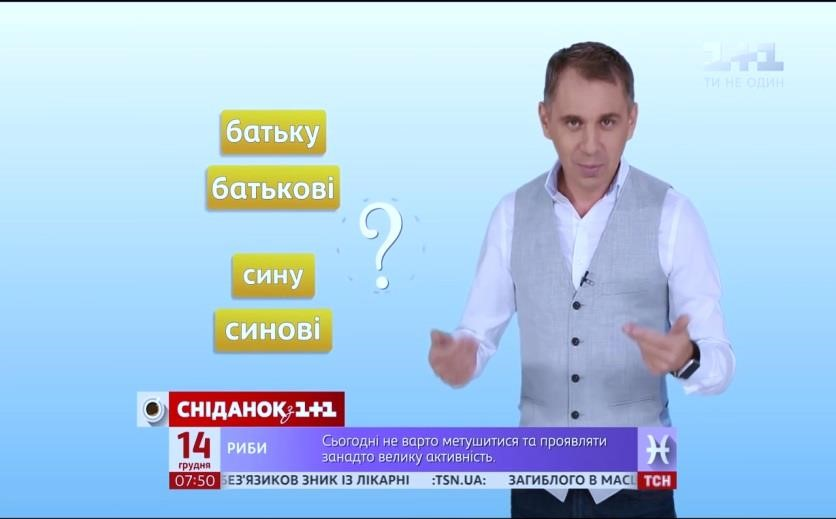 1+1
ТИ НЕ ОДИН
батьку
батькові
?
сину
синові
СНІДАНОК з 1+1
14
грудня
07:50
РИБИ
Сьогодні не варто метушитися та проявляти
занадто велику активність.
БЕЗ'ЯЗИКОВ ЗНИК ІЗ ЛІКАРНІ :TSN.UA: ЗАГИБЛОГО В МАСШ
ТСН